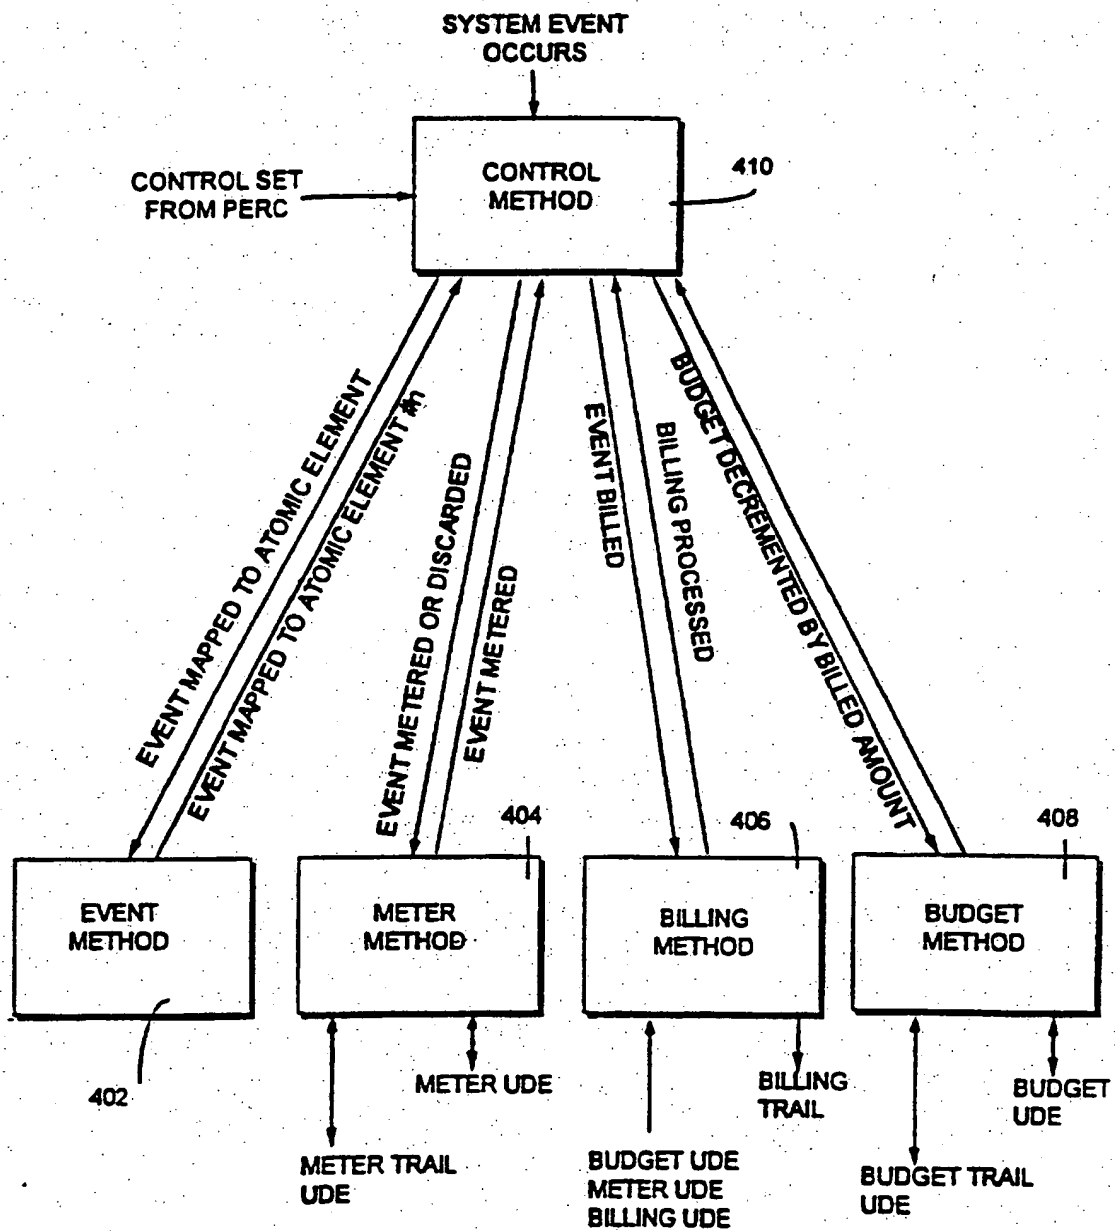 SYSTEM EVENT
OCCURS
CONTROL
METHOD
410
CONTROL SET
FROM PERC
EVENT MAPPED TO ATOMIC ELEMENT
EVENT MAPPED TO ATOMIC ELEMENT #n
EVENT METERED OR DISCARDED
EVENT METERED
EVENT BILLED
BILLING PROCESSED
BUDGET DECREMENTED BY BILLED AMOUNT
EVENT
METHOD
402
METER
METHOD
404
BILLING
METHOD
406
BUDGET
METHOD
408
METER UDE
METER TRAIL
UDE
BILLING
TRAIL
BUDGET UDE
METER UDE
BILLING UDE
BUDGET
UDE
BUDGET TRAIL
UDE